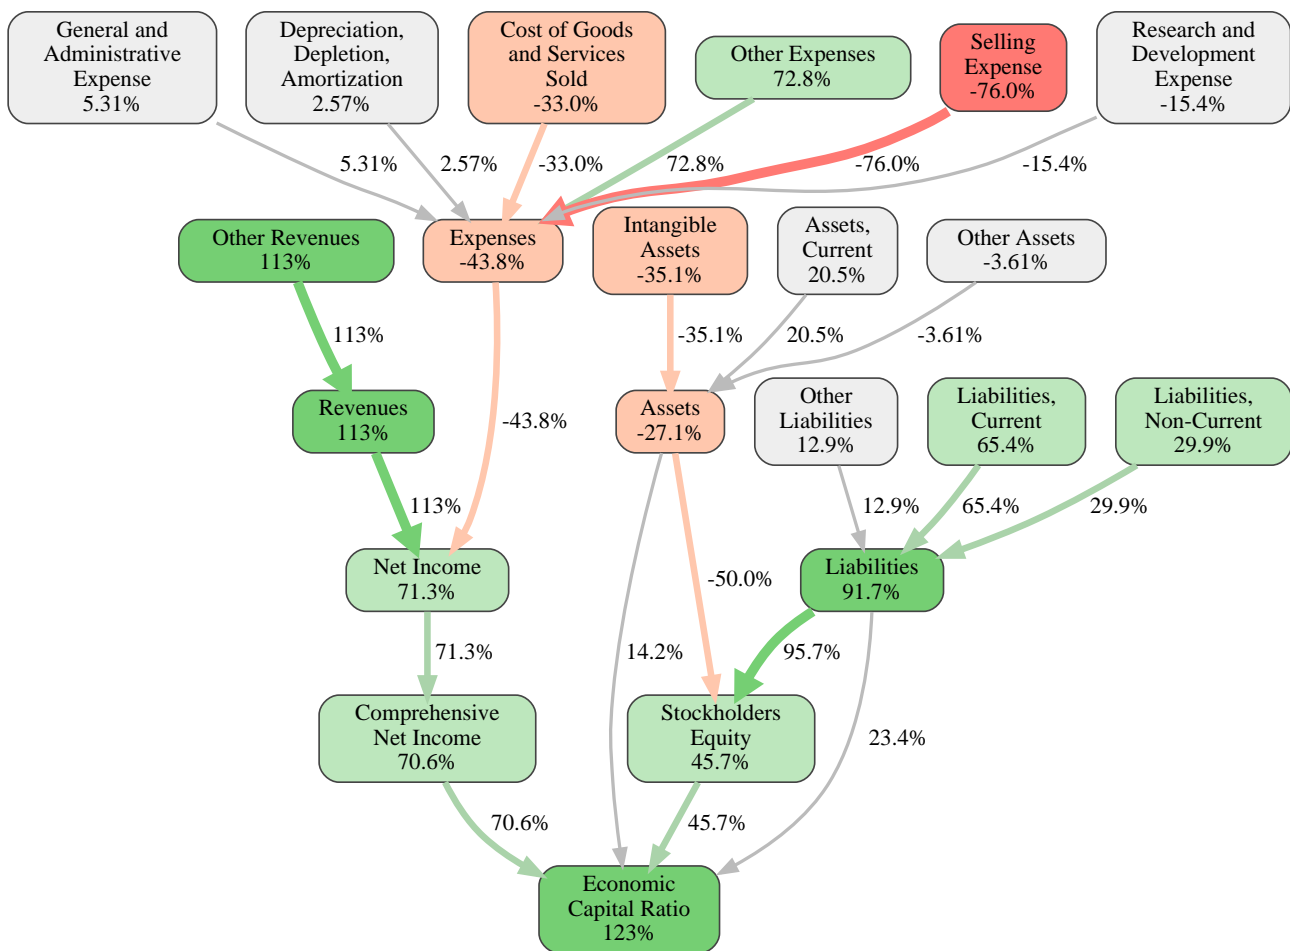 General and
Administrative
Expense
5.31%
Depreciation,
Depletion,
Amortization
2.57%
Cost of Goods
and Services
Sold
-33.0%
Other Expenses
72.8%
Selling
Expense
-76.0%
Research and
Development
Expense
-15.4%
5.31%
2.57%
-33.0%
72.8%
-76.0%
-15.4%
Other Revenues
113%
Expenses
-43.8%
Intangible
Assets
-35.1%
Assets,
Current
20.5%
Other Assets
-3.61%
113%
-35.1%
20.5%
-3.61%
Revenues
113%
-43.8%
Assets
-27.1%
Other
Liabilities
12.9%
Liabilities,
Current
65.4%
Liabilities,
Non-Current
29.9%
113%
12.9%
65.4%
29.9%
Net Income
71.3%
-50.0%
Liabilities
91.7%
71.3%
14.2%
95.7%
Comprehensive
Net Income
70.6%
Stockholders
Equity
45.7%
23.4%
70.6%
45.7%
Economic
Capital Ratio
123%